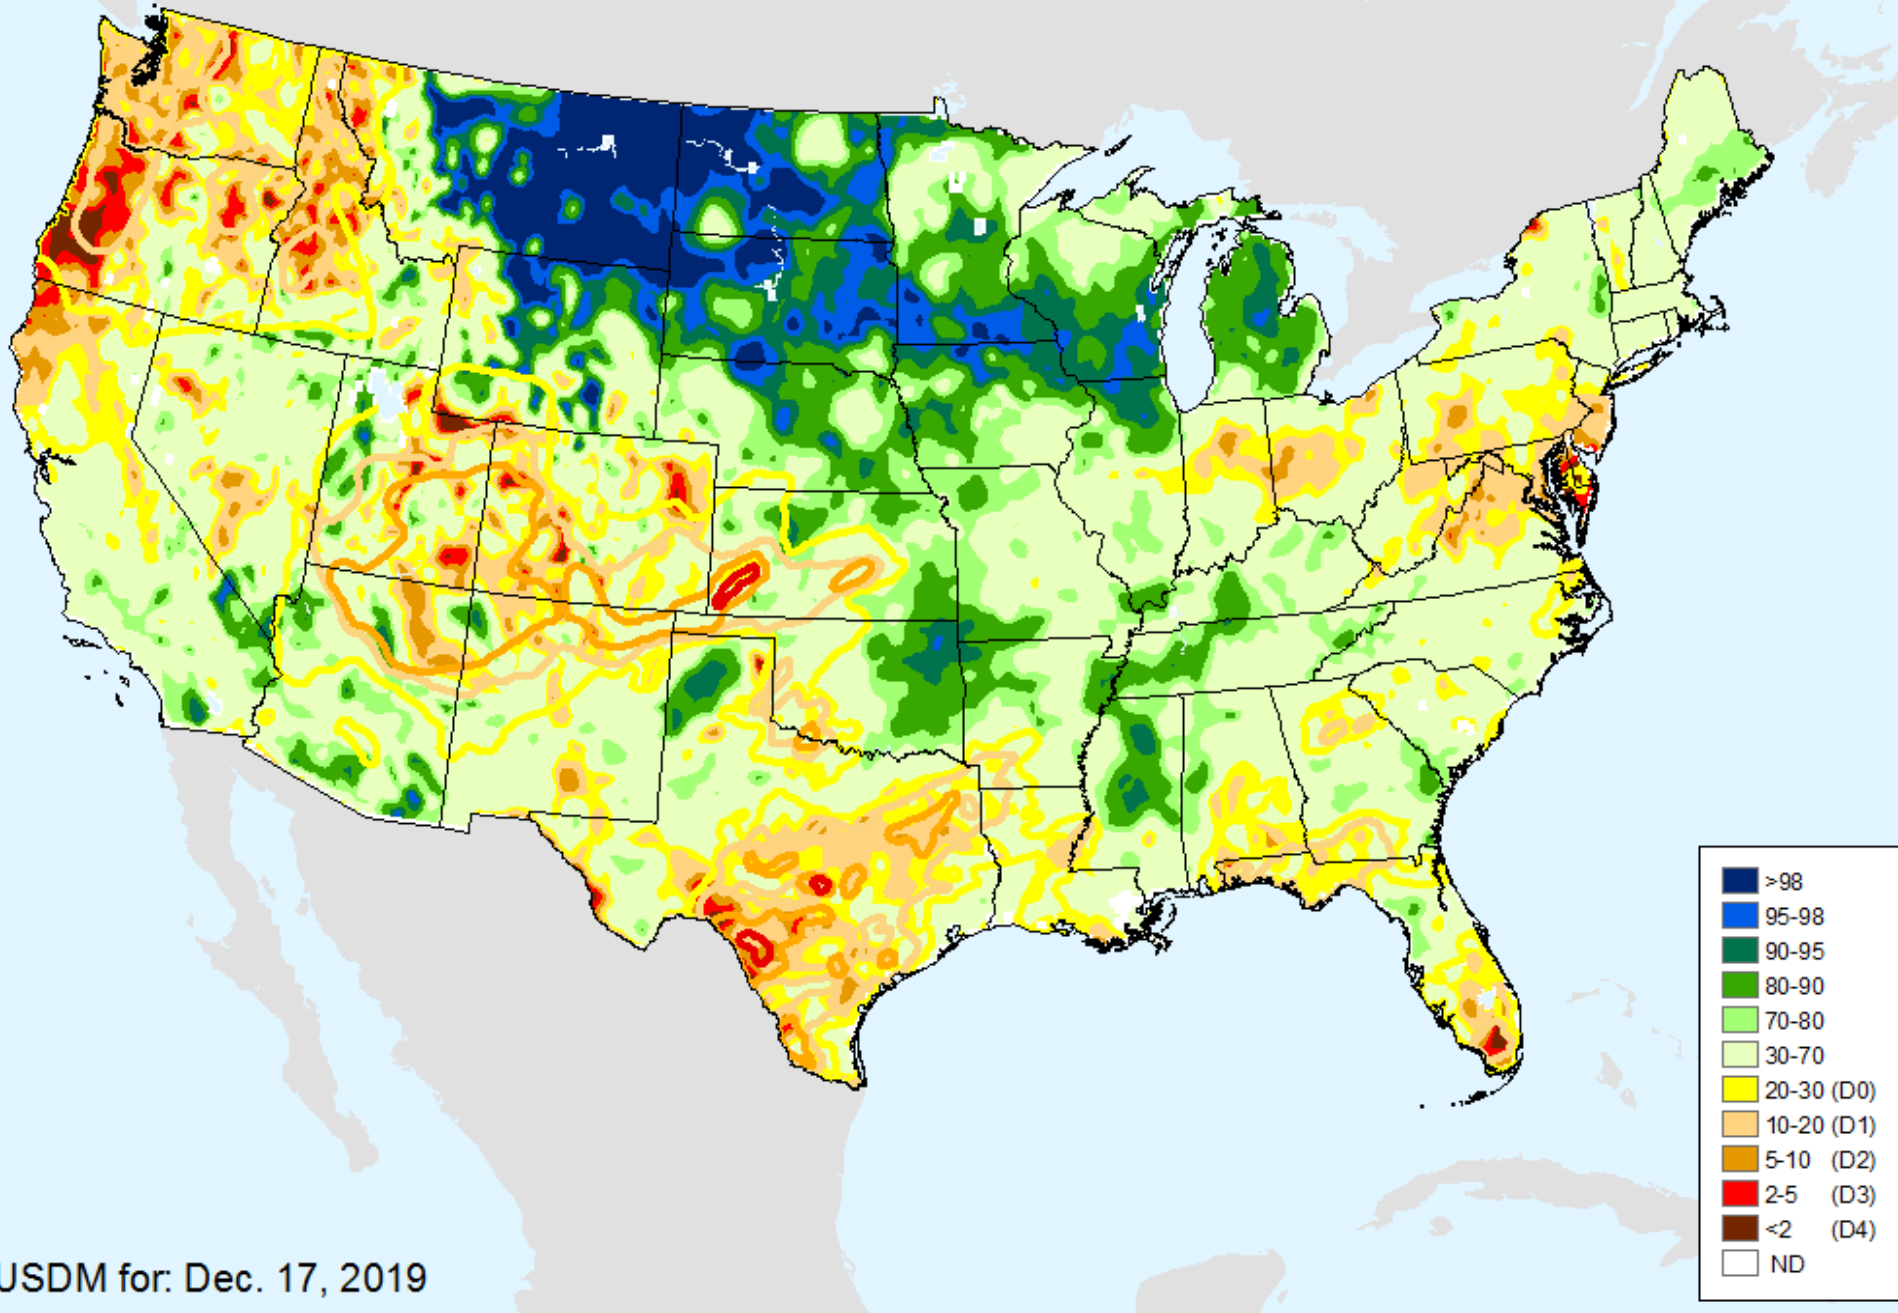 >98
95-98
90-95
80-90
70-80
30-70
20-30 (D0)
10-20 (D1)
5-10 (D2)
2-5 (D3)
<2 (D4)
ND
USDM for: Dec. 17, 2019